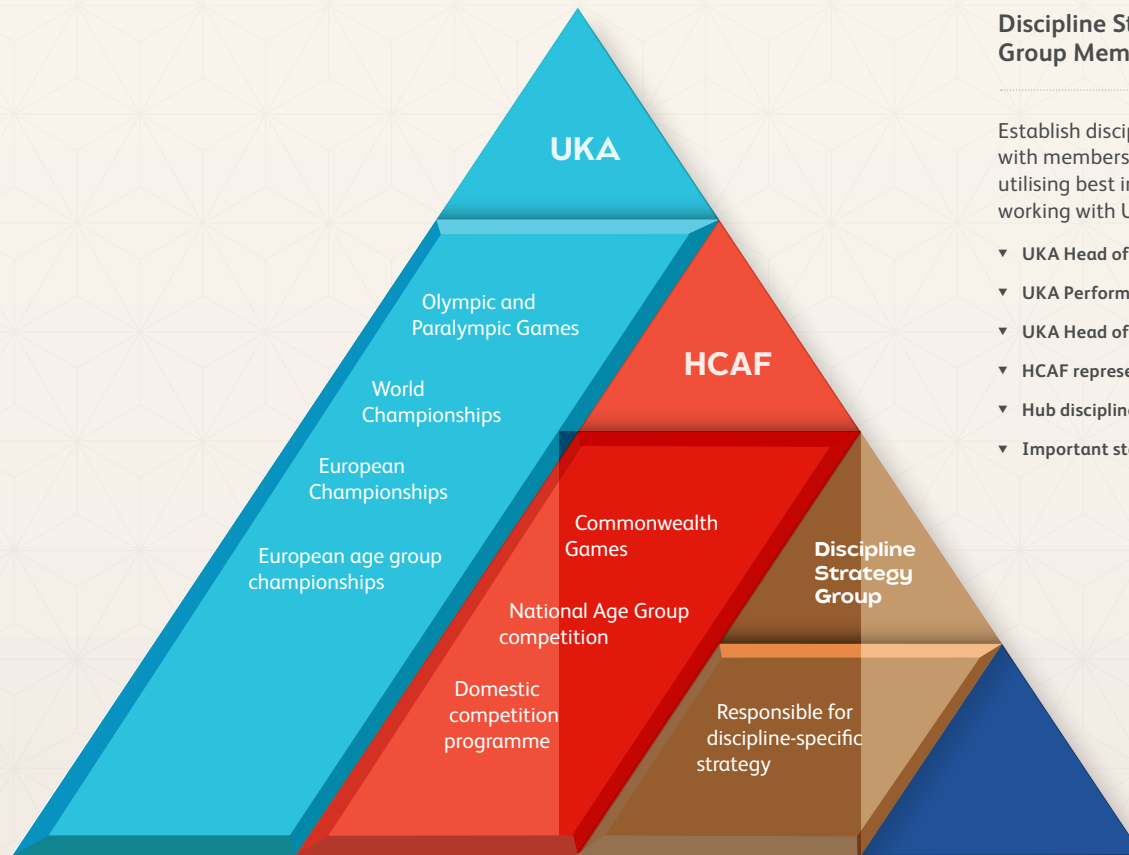 UKA
Olympic and
Paralympic Games
World
Championships
European
Championships
European age group
championships
HCAF
Commonwealth
Games
National Age Group
competition
Domestic
competition
programme
Discipline
Strategy
Group
Responsible for
discipline-specific
strategy
Discipline St
Group Mem
Establish discip
with members
utilising best i
working with U
UKA Head of
UKA Perform
UKA Head of
HCAF represe
Hub discipline
Important st